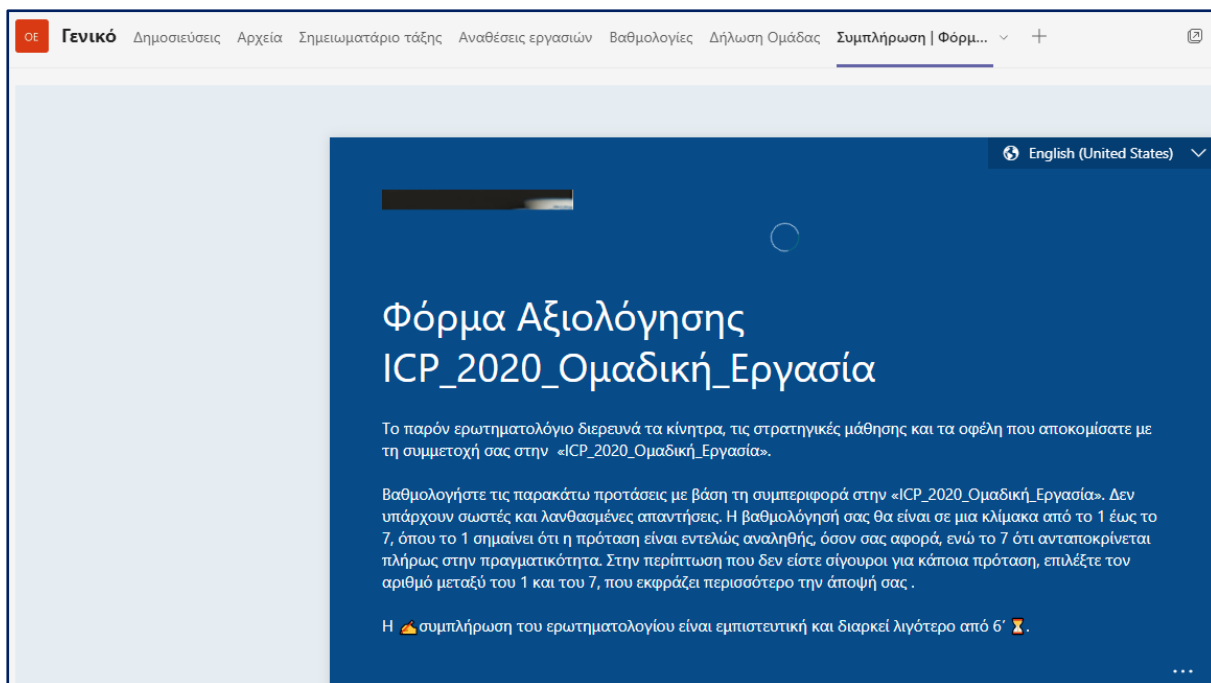 OE Γενικό Δημοσιεύσεις Αρχεία Σημειωματάριο τάξης Αναθέσεις εργασιών Βαθμολογίες Δήλωση Ομάδας Συμπλήρωση | Φόρμ...
English (United States)
Φόρμα Αξιολόγησης
ICP_2020_Ομαδική_Εργασία
Το παρόν ερωτηματολόγιο διερευνά τα κίνητρα, τις στρατηγικές μάθησης και τα οφέλη που αποκομίσατε με
τη συμμετοχή σας στην «ICP_2020_Ομαδική_Εργασία».
Βαθμολογήστε τις παρακάτω προτάσεις με βάση τη συμπεριφορά στην «ICP_2020_Ομαδική_Εργασία». Δεν
υπάρχουν σωστές και λανθασμένες απαντήσεις. Η βαθμολόγησή σας θα είναι σε μια κλίμακα από το 1 έως το
7, όπου το 1 σημαίνει ότι η πρόταση είναι εντελώς αναληθής, όσον σας αφορά, ενώ το 7 ότι ανταποκρίνεται
πλήρως στην πραγματικότητα. Στην περίπτωση που δεν είστε σίγουροι για κάποια πρόταση, επιλέξτε τον
αριθμό μεταξύ του 1 και του 7, που εκφράζει περισσότερο την άποψή σας .
Η ✍️ συμπλήρωση του ερωτηματολογίου είναι εμπιστευτική και διαρκεί λιγότερο από 6′ ⏳.